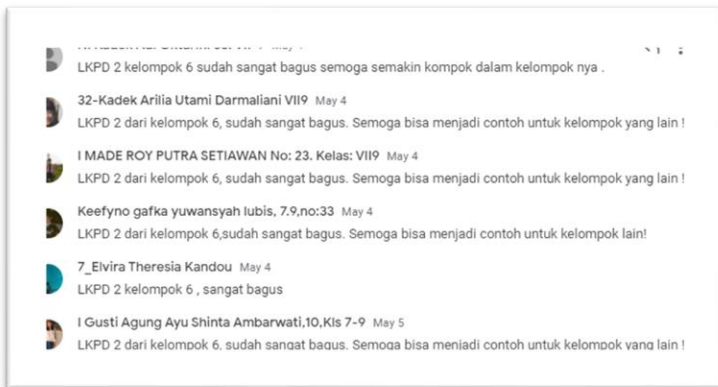 LKPD 2 kelompok 6 sudah sangat bagus semoga semakin kompok dalam kelompok nya .
32-Kadek Arilia Utami Darmaliani VII9 May 4
LKPD 2 dari kelompok 6, sudah sangat bagus. Semoga bisa menjadi contoh untuk kelompok yang lain !
I MADE ROY PUTRA SETIAWAN No: 23. Kelas: VII9 May 4
LKPD 2 dari kelompok 6, sudah sangat bagus. Semoga bisa menjadi contoh untuk kelompok yang lain !
Keefyno gafka yuwansyah lubis, 7.9,no:33 May 4
LKPD 2 dari kelompok 6,sudah sangat bagus. Semoga bisa menjadi contoh untuk kelompok lain!
7_Elvira Theresia Kandou May 4
LKPD 2 kelompok 6 , sangat bagus
I Gusti Agung Ayu Shinta Ambarwati,10,Kls 7-9 May 5
LKPD 2 dari kelompok 6, sudah sangat bagus. Semoga bisa menjadi contoh untuk kelompok yang lain !